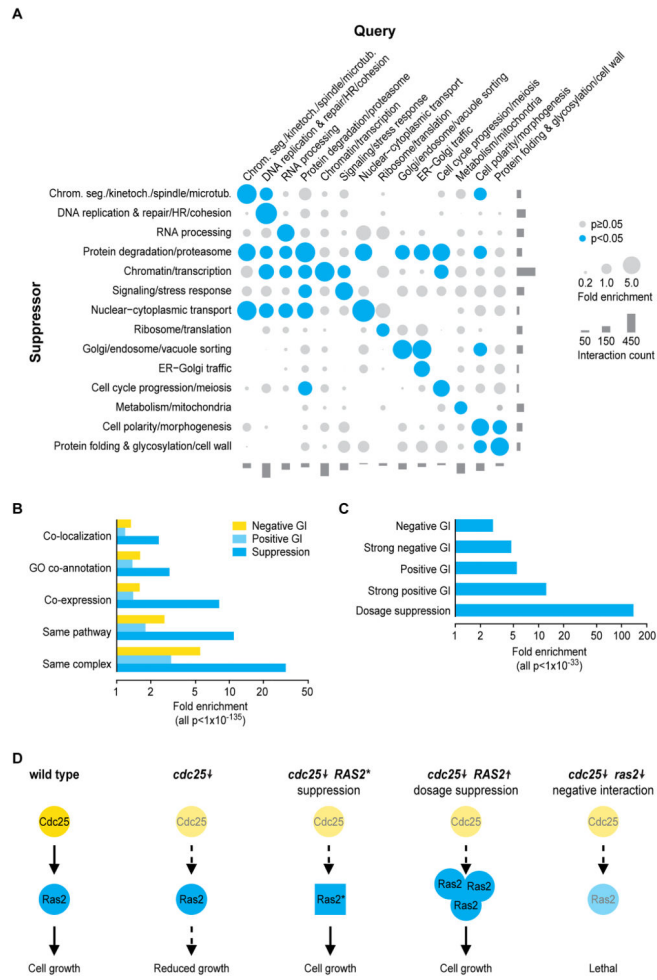 A
Query
Chrom. seg./kinetoch./spindle/microtub.
DNA replication & repair/HR/cohesion
RNA processing
Protein degradation/proteasome
Chromatin/transcription
Signaling/stress response
Nuclear-cytoplasmic transport
Ribosome/translation
Golgi/endosome/vacuole sorting
ER-Golgi traffic
Cell cycle progression/meiosis
Metabolism/mitochondria
Cell polarity/morphogenesis
Protein folding & glycosylation/cell wall
Suppressor
Chrom. seg./kinetoch./spindle/microtub.
DNA replication & repair/HR/cohesion
RNA processing
Protein degradation/proteasome
Chromatin/transcription
Signaling/stress response
Nuclear-cytoplasmic transport
Ribosome/translation
Golgi/endosome/vacuole sorting
ER-Golgi traffic
Cell cycle progression/meiosis
Metabolism/mitochondria
Cell polarity/morphogenesis
Protein folding & glycosylation/cell wall
p≥0.05
p<0.05
0.2 1.0 5.0
Fold enrichment
50 150 450
Interaction count
B
Negative GI
Positive GI
Suppression
Co-localization
GO co-annotation
Co-expression
Same pathway
Same complex
1 2 5 10 20 50
Fold enrichment
(all p<1x10⁻¹³⁵)
C
Negative GI
Strong negative GI
Positive GI
Strong positive GI
Dosage suppression
1 2 5 10 20 50 100 200
Fold enrichment
(all p<1x10⁻³³)
D
wild type
Cdc25
Ras2
Cell growth
cdc25↓
Cdc25
Ras2
Reduced growth
cdc25↓ RAS2*
suppression
Cdc25
Ras2*
Cell growth
cdc25↓ RAS2↑
dosage suppression
Cdc25
Ras2 Ras2
Ras2
Cell growth
cdc25↓ ras2↓
negative interaction
Cdc25
Ras2
Lethal